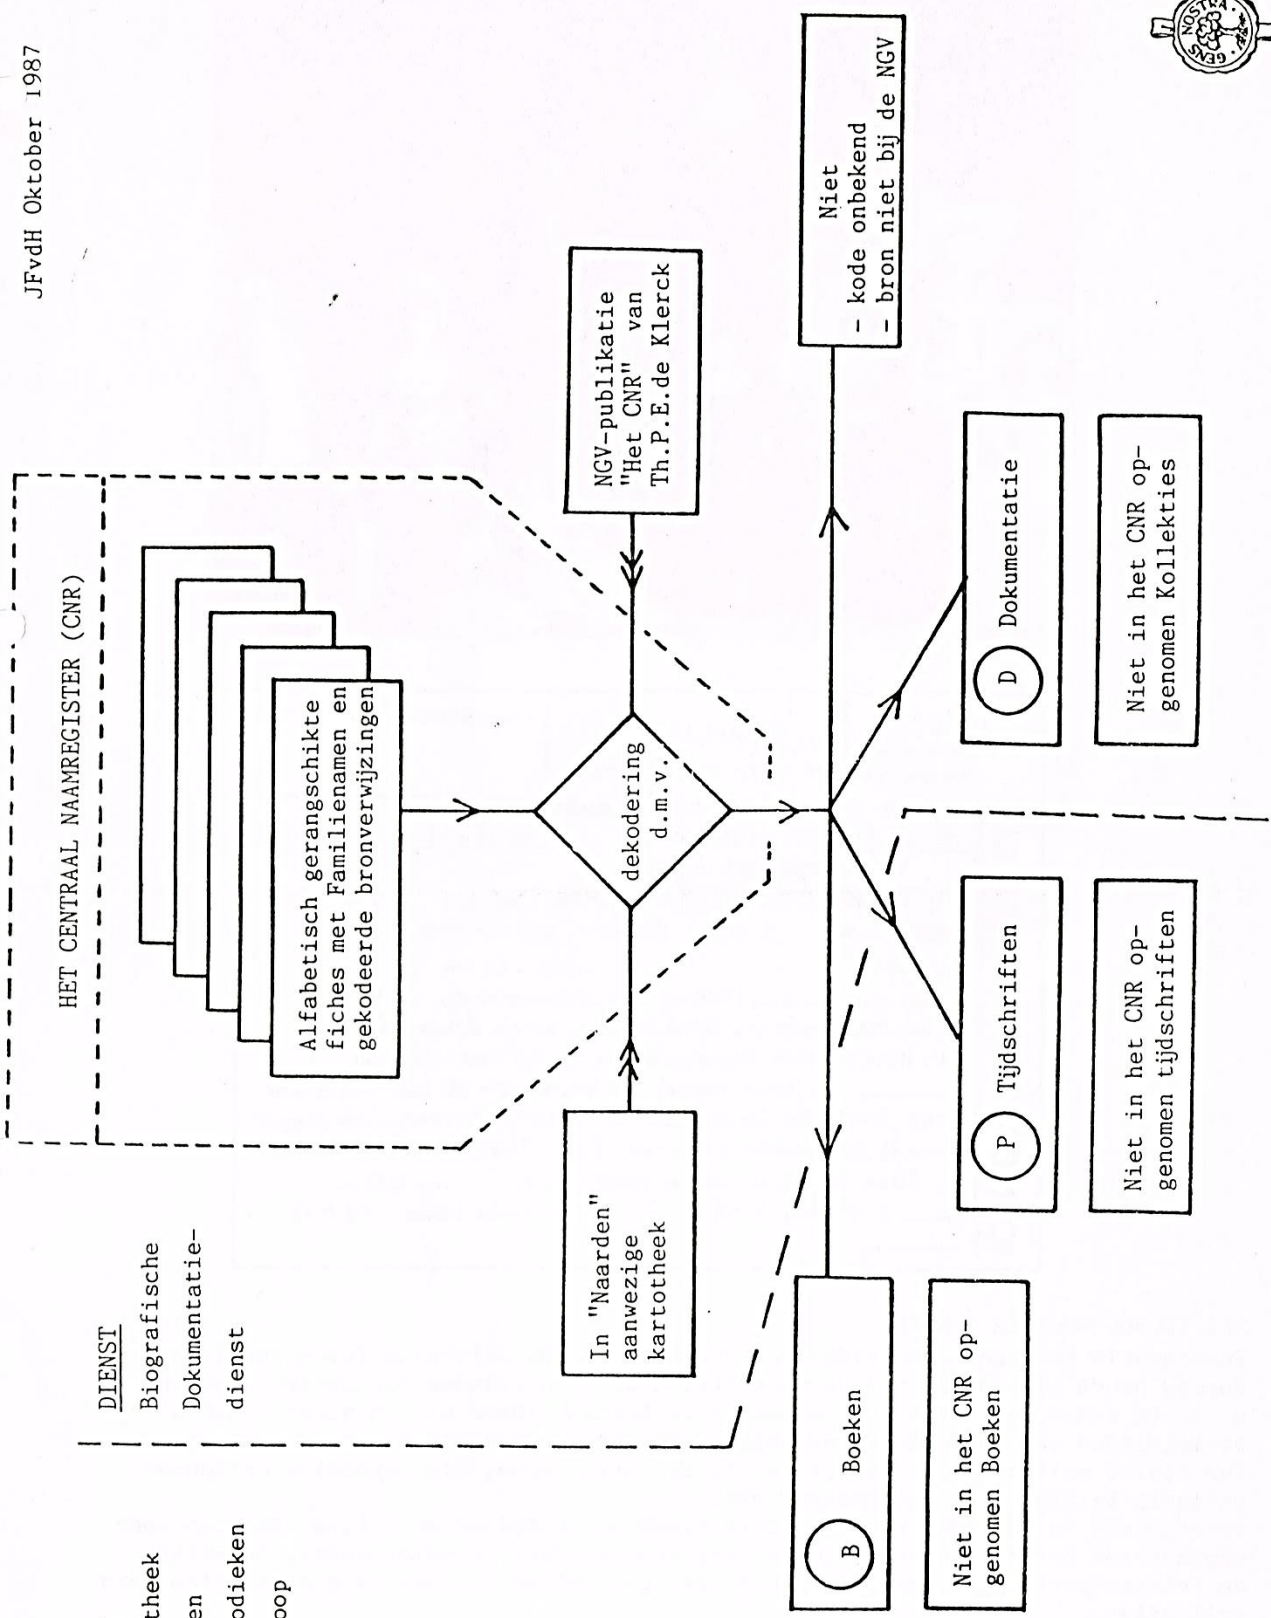 JFvdH Oktober 1987
GENS NOSTRA
HET CENTRAAL NAAMREGISTER (CNR)
DIENST
Biografische
Dokumentatie-
dienst
theek
en
odieken
oop
Alfabetisch gerangschikte
fiches met Familienamen en
gekodeerde bronverwijzingen
In "Naarden"
aanwezige
kartotheek
dekodering
d.m.v.
NGV-publikatie
"Het CNR" van
Th.P.E.de Klerck
Niet
- kode onbekend
- bron niet bij de NGV
B Boeken
Niet in het CNR op-
genomen Boeken
P Tijdschriften
Niet in het CNR op-
genomen tijdschriften
D Dokumentatie
Niet in het CNR op-
genomen Kollekties